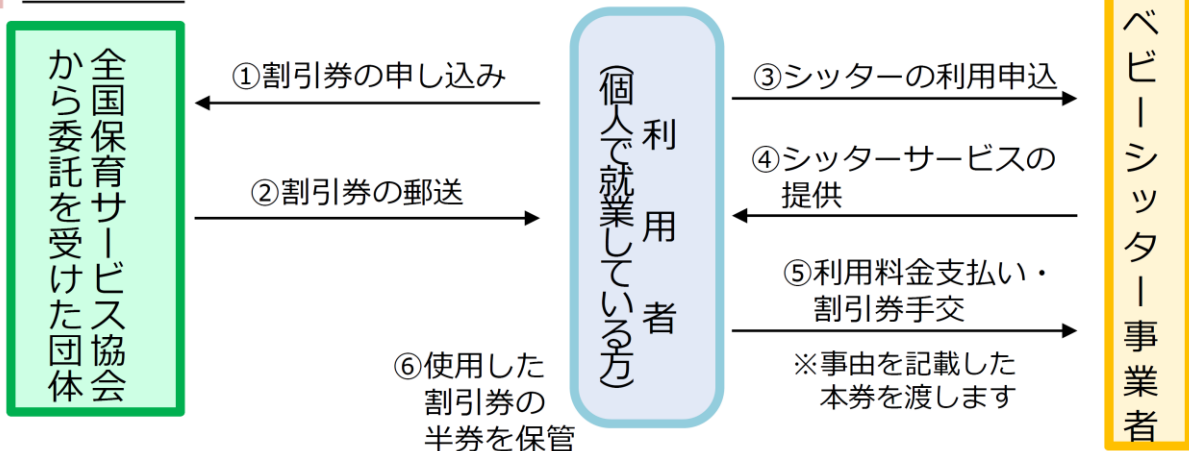 全国保育サービス協会
から委託を受けた団体
①割引券の申し込み
②割引券の郵送
利用者
(個人で就業している方)
③シッターの利用申込
④シッターサービスの
提供
⑤利用料金支払い・
割引券手交
※事由を記載した
本券を渡します
⑥使用した
割引券の
半券を保管
ベビーシッター事業者